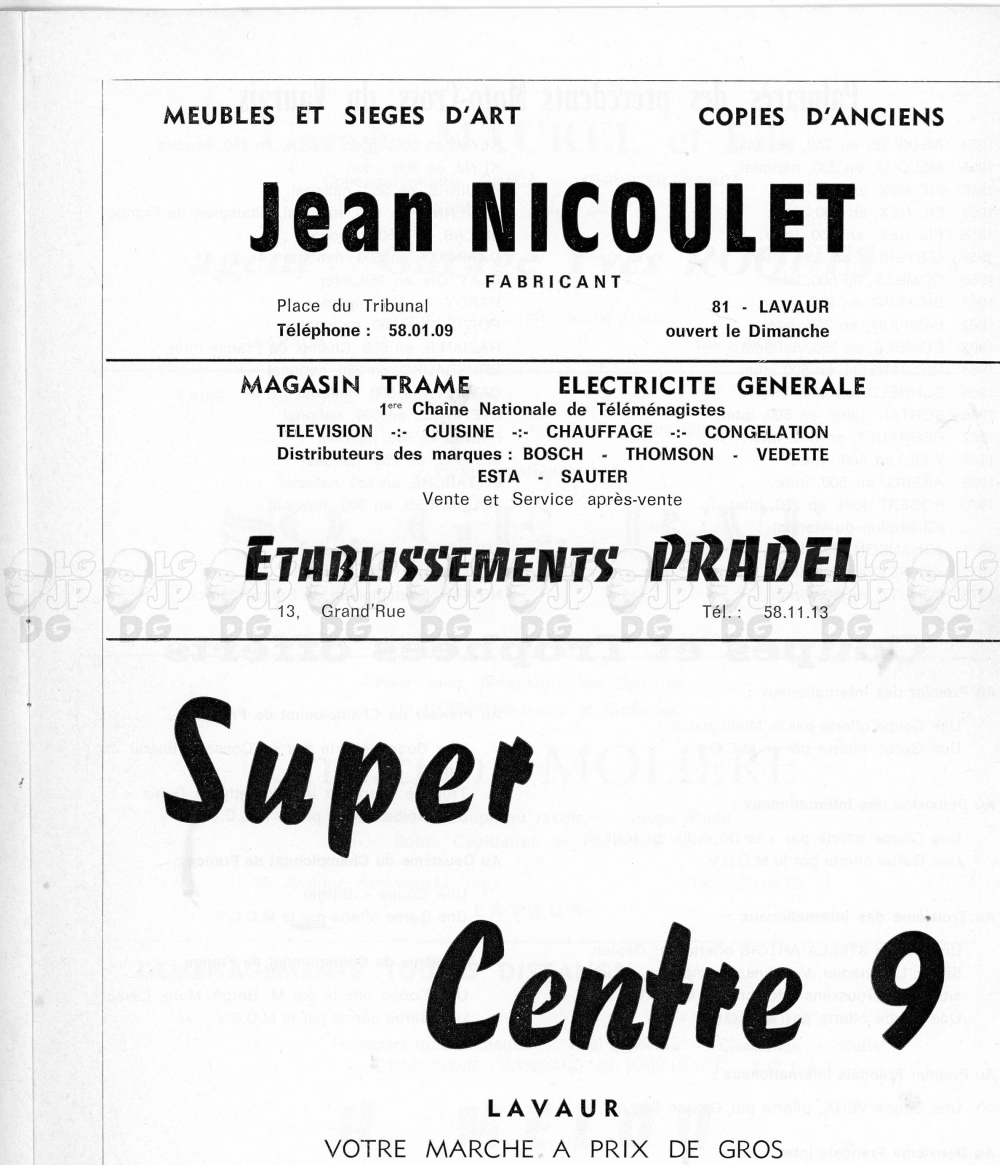 MEUBLES ET SIEGES D'ART COPIES D'ANCIENS
Jean NICOULET
FABRICANT
Place du Tribunal 81 - LAVAUR
Téléphone : 58.01.09 ouvert le Dimanche
MAGASIN TRAME ELECTRICITE GENERALE
1ere Chaîne Nationale de Téléménagistes
TELEVISION -:- CUISINE -:- CHAUFFAGE -:- CONGELATION
Distributeurs des marques : BOSCH - THOMSON - VEDETTE
ESTA - SAUTER
Vente et Service après-vente
ETABLISSEMENTS PRADEL
LG JP DG
13, Grand'Rue Tél. : 58.11.13
Super
Centre 9
LAVAUR
VOTRE MARCHE A PRIX DE GROS